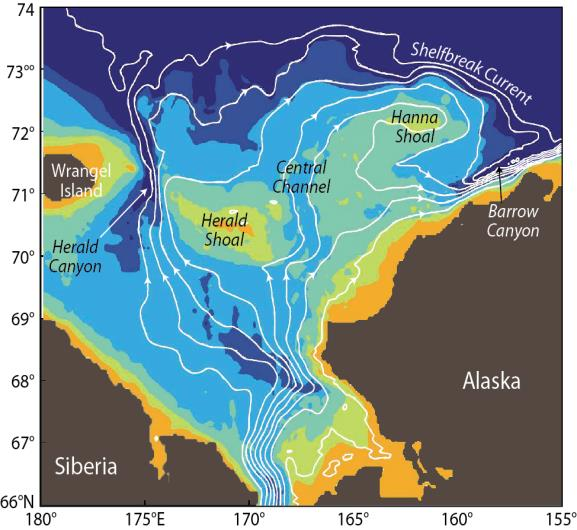 74
73°°
72°
71°
70°
69°
68°
67°
66°N
180°
175°E
170°
165°
160°
155°
Shelfbreak Current
Hanna
Shoal
Wrangel
Island
Central
Channel
Barrow
Canyon
Herald
Shoal
Herald
Canyon
Alaska
Siberia